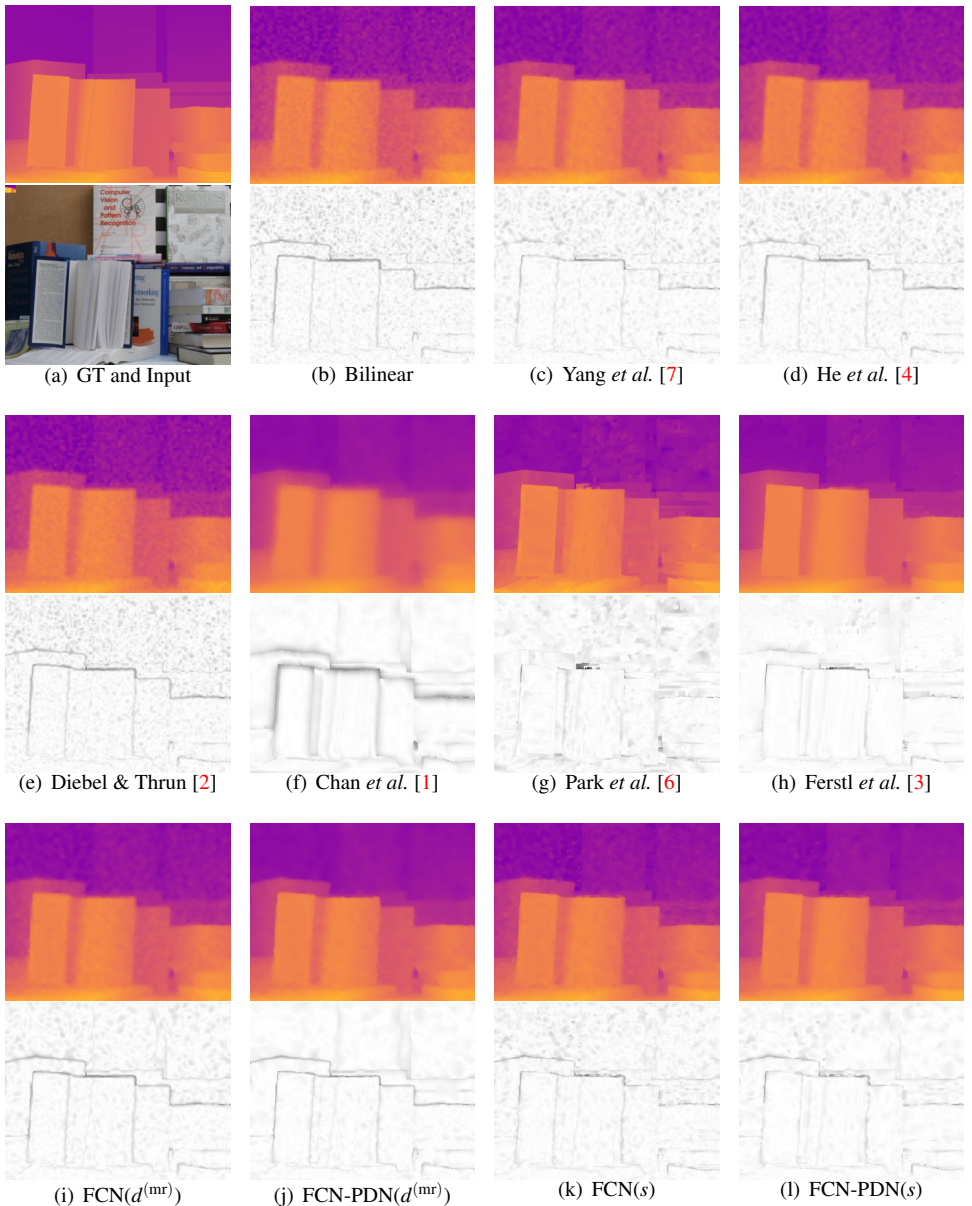 Computer
Vision
and
Pattern
Recognition
(a) GT and Input
(b) Bilinear
(c) Yang et al. [7]
(d) He et al. [4]
(e) Diebel & Thrun [2]
(f) Chan et al. [1]
(g) Park et al. [6]
(h) Ferstl et al. [3]
(i) FCN(d^(mr))
(j) FCN-PDN(d^(mr))
(k) FCN(s)
(l) FCN-PDN(s)